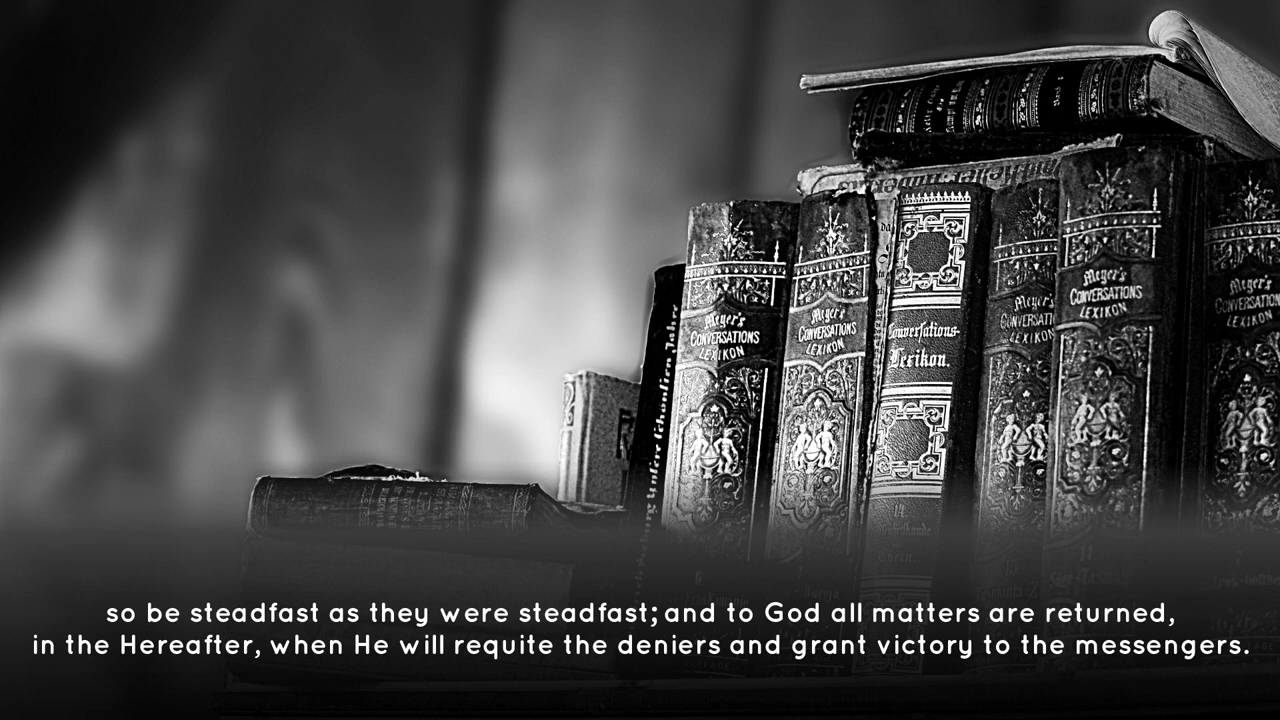 Meyer's
CONVERSATIONS
LEXIKON
Meyer's
CONVERSATIONS
LEXIKON
Conversations-
Lexikon.
14
Meyer's
LEXIKON
Meyer's
CONVERSATIONS
LEXIKON
Meyer's
LEXIKON
so be steadfast as they were steadfast; and to God all matters are returned,
in the Hereafter, when He will requite the deniers and grant victory to the messengers.